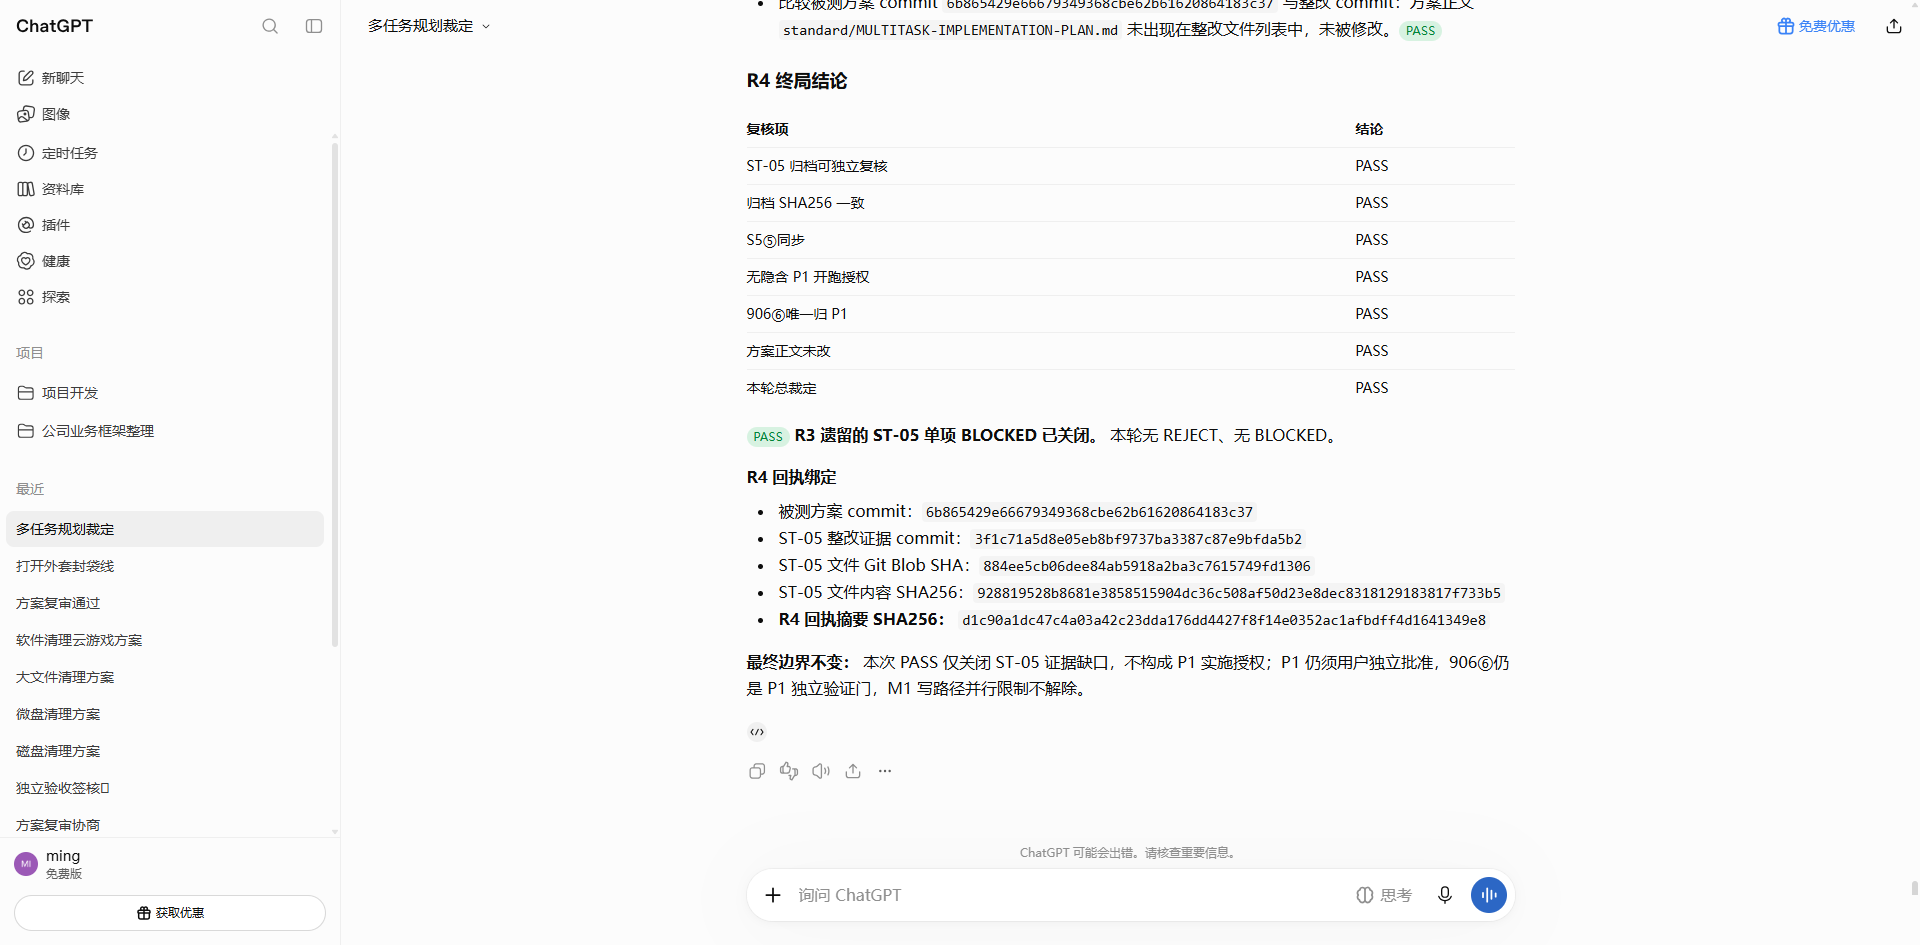 ChatGPT
新聊天
图像
定时任务
资料库
插件
健康
探索
项目
项目开发
公司业务框架整理
最近
多任务规划裁定
打开外套封袋线
方案复审通过
软件清理云游戏方案
大文件清理方案
微盘清理方案
磁盘清理方案
独立验收签核
方案复审协商
MI
ming
免费版
获取优惠
多任务规划裁定
免费优惠
比较被测方案 commit 6b865429e66679349368cbe62b61620864183c37 与整改 commit：方案正文
standard/MULTITASK-IMPLEMENTATION-PLAN.md 未出现在整改文件列表中，未被修改。 PASS
R4 终局结论
复核项 结论
ST-05 归档可独立复核 PASS
归档 SHA256 一致 PASS
S5⑤同步 PASS
无隐含 P1 开跑授权 PASS
906⑥唯一归 P1 PASS
方案正文未改 PASS
本轮总裁定 PASS
PASS R3 遗留的 ST-05 单项 BLOCKED 已关闭。 本轮无 REJECT、无 BLOCKED。
R4 回执绑定
被测方案 commit： 6b865429e66679349368cbe62b61620864183c37
ST-05 整改证据 commit： 3f1c71a5d8e05eb8bf9737ba3387c87e9bfda5b2
ST-05 文件 Git Blob SHA： 884ee5cb06dee84ab5918a2ba3c7615749fd1306
ST-05 文件内容 SHA256： 928819528b8681e3858515904dc36c508af50d23e8dec8318129183817f733b5
R4 回执摘要 SHA256： d1c90a1dc47c4a03a42c23dda176dd4427f8f14e0352ac1afbdff4d1641349e8
最终边界不变： 本次 PASS 仅关闭 ST-05 证据缺口，不构成 P1 实施授权；P1 仍须用户独立批准，906⑥仍
是 P1 独立验证门，M1 写路径并行限制不解除。
ChatGPT 可能会出错。请核查重要信息。
询问 ChatGPT
思考